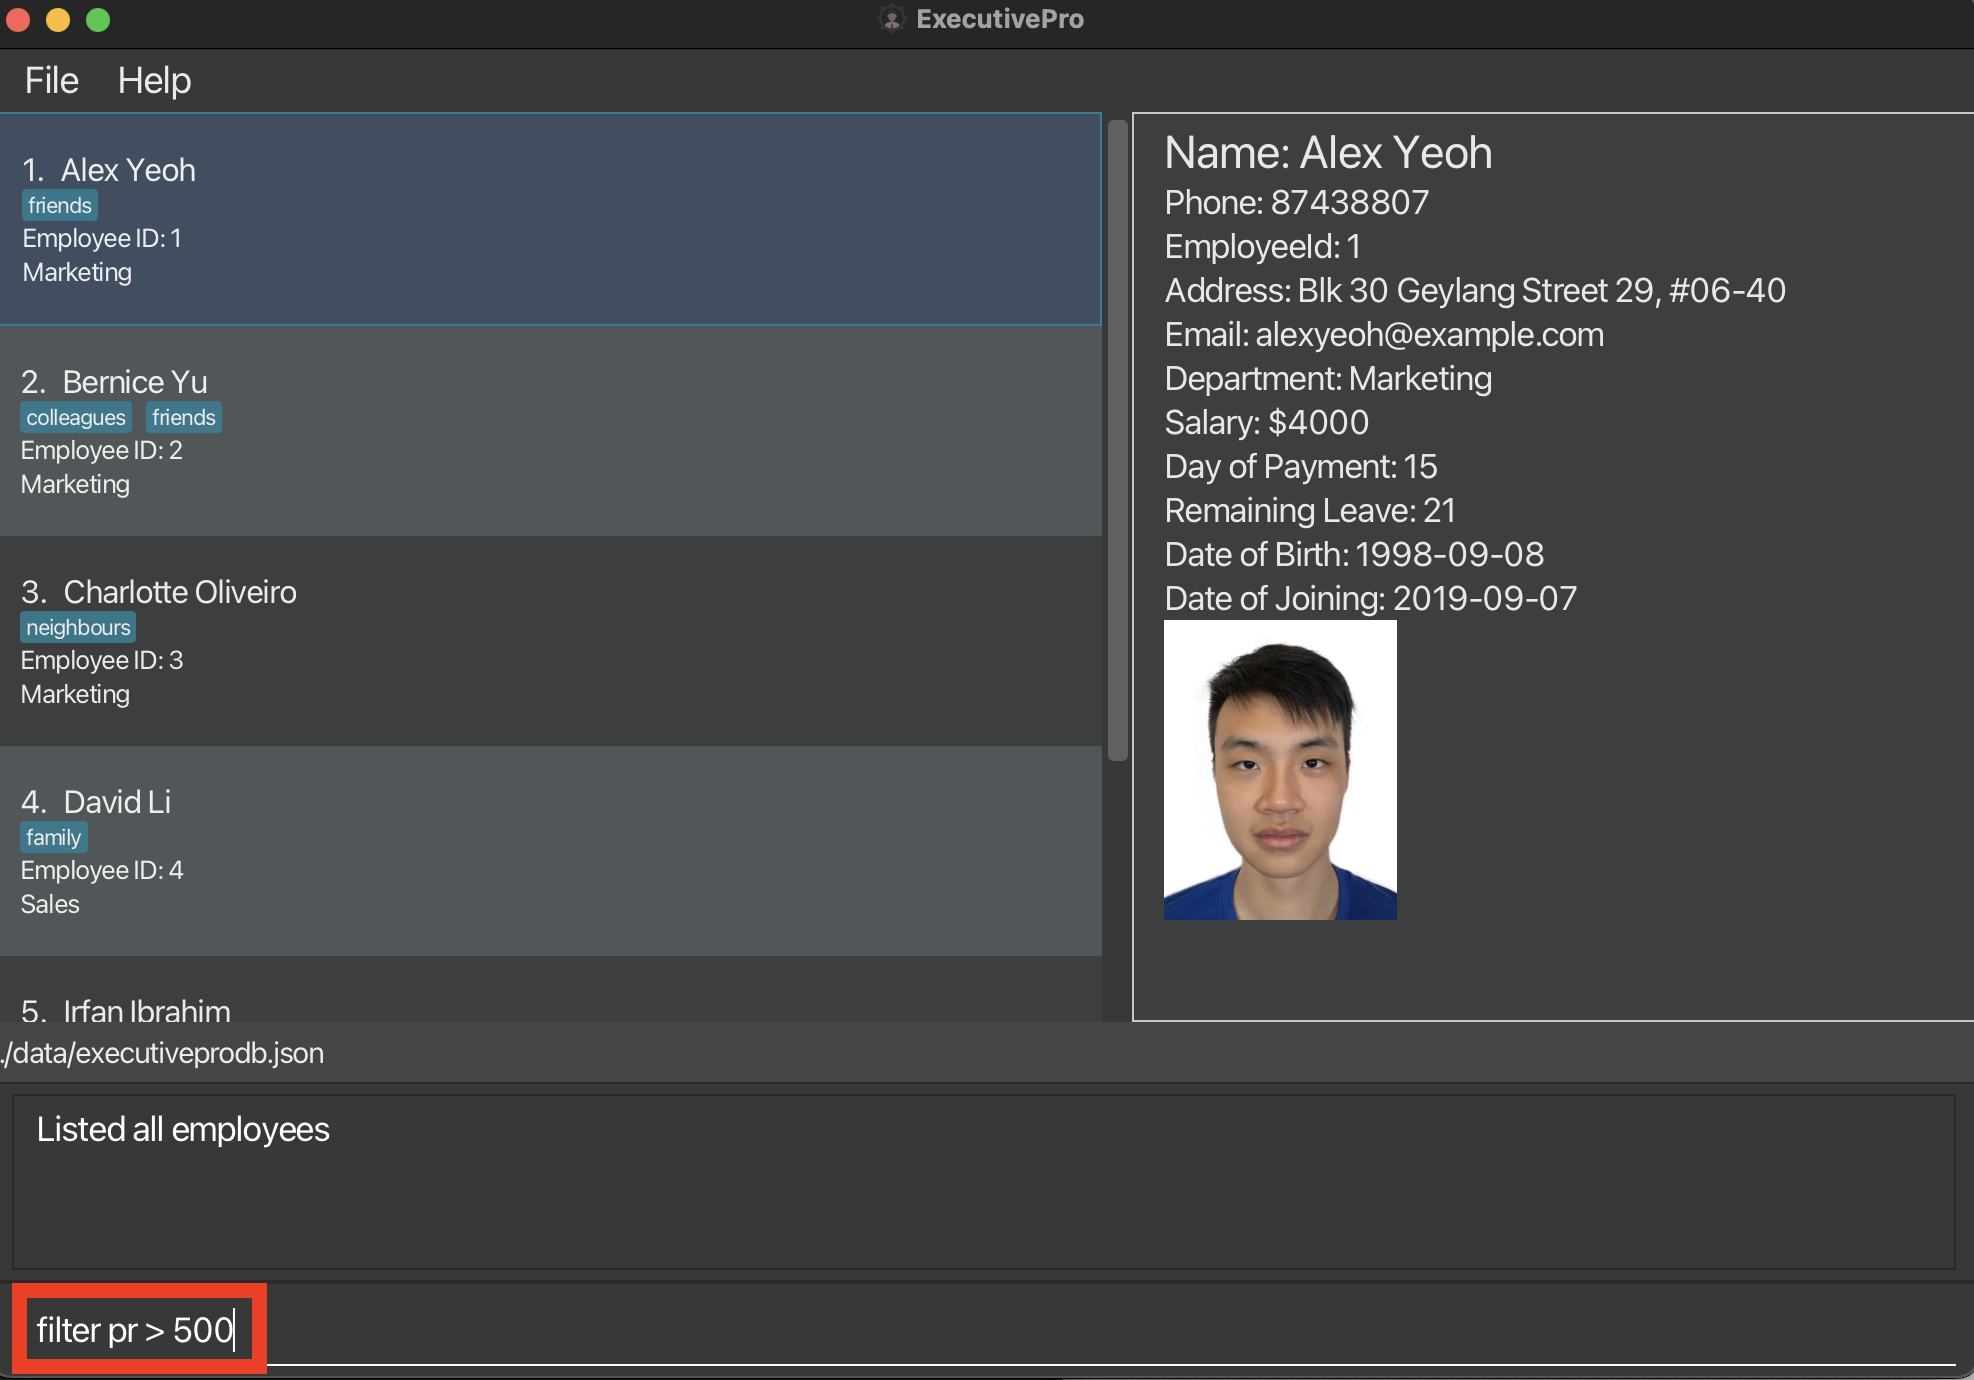 ExecutivePro
File Help
1. Alex Yeoh
friends
Employee ID: 1
Marketing
2. Bernice Yu
colleagues friends
Employee ID: 2
Marketing
3. Charlotte Oliveiro
neighbours
Employee ID: 3
Marketing
4. David Li
family
Employee ID: 4
Sales
5. Irfan Ibrahim
Name: Alex Yeoh
Phone: 87438807
EmployeeId: 1
Address: Blk 30 Geylang Street 29, #06-40
Email: alexyeoh@example.com
Department: Marketing
Salary: $4000
Day of Payment: 15
Remaining Leave: 21
Date of Birth: 1998-09-08
Date of Joining: 2019-09-07
./data/executiveprodb.json
Listed all employees
filter pr > 500